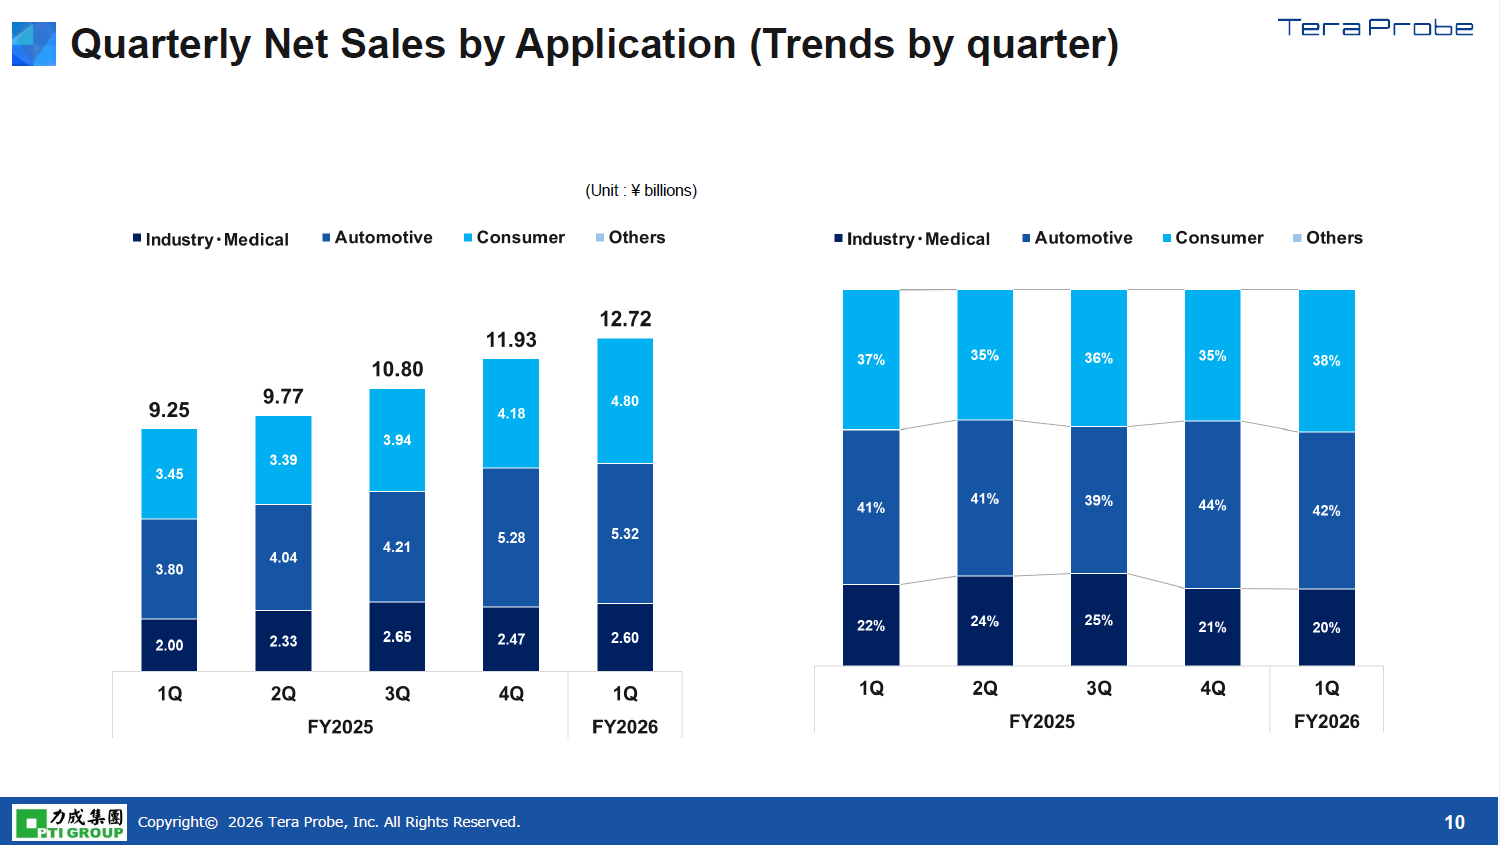 Quarterly Net Sales by Application (Trends by quarter)
Tera Probe
(Unit : ¥ billions)
Industry・Medical Automotive Consumer Others
9.25 9.77 10.80 11.93 12.72
3.45 3.39 3.94 4.18 4.80
3.80 4.04 4.21 5.28 5.32
2.00 2.33 2.65 2.47 2.60
1Q 2Q 3Q 4Q 1Q
FY2025 FY2026
Industry・Medical Automotive Consumer Others
37% 35% 36% 35% 38%
41% 41% 39% 44% 42%
22% 24% 25% 21% 20%
1Q 2Q 3Q 4Q 1Q
FY2025 FY2026
力成集團
PTI GROUP
Copyright© 2026 Tera Probe, Inc. All Rights Reserved.
10